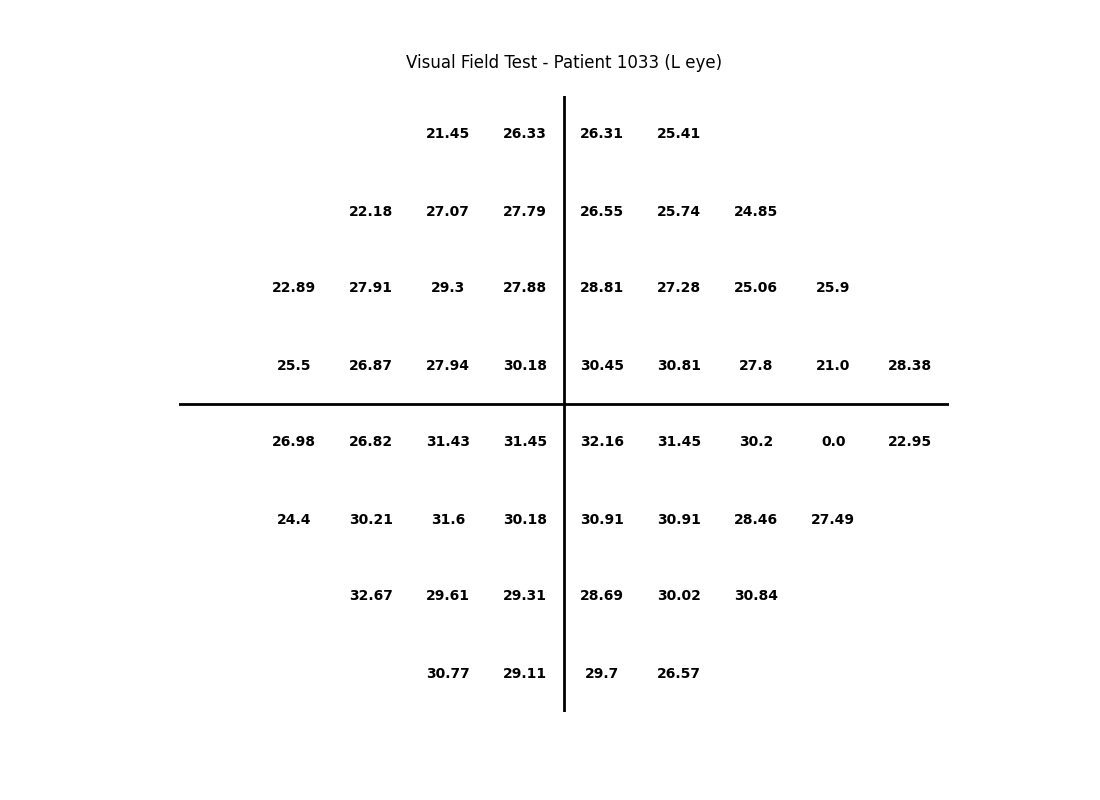 Visual Field Test - Patient 1033 (L eye)
21.45 26.33 26.31 25.41
22.18 27.07 27.79 26.55 25.74 24.85
22.89 27.91 29.3 27.88 28.81 27.28 25.06 25.9
25.5 26.87 27.94 30.18 30.45 30.81 27.8 21.0 28.38
26.98 26.82 31.43 31.45 32.16 31.45 30.2 0.0 22.95
24.4 30.21 31.6 30.18 30.91 30.91 28.46 27.49
32.67 29.61 29.31 28.69 30.02 30.84
30.77 29.11 29.7 26.57